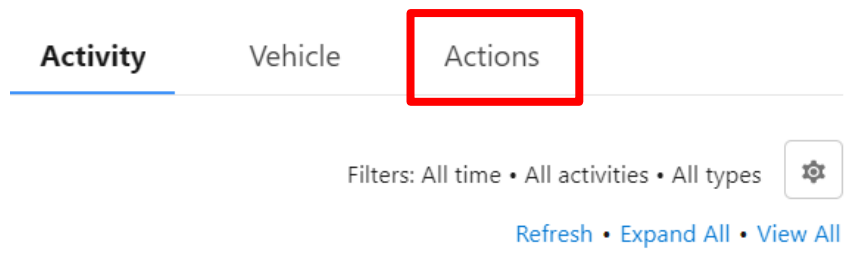 Activity Vehicle Actions
Filters: All time • All activities • All types
Refresh • Expand All • View All